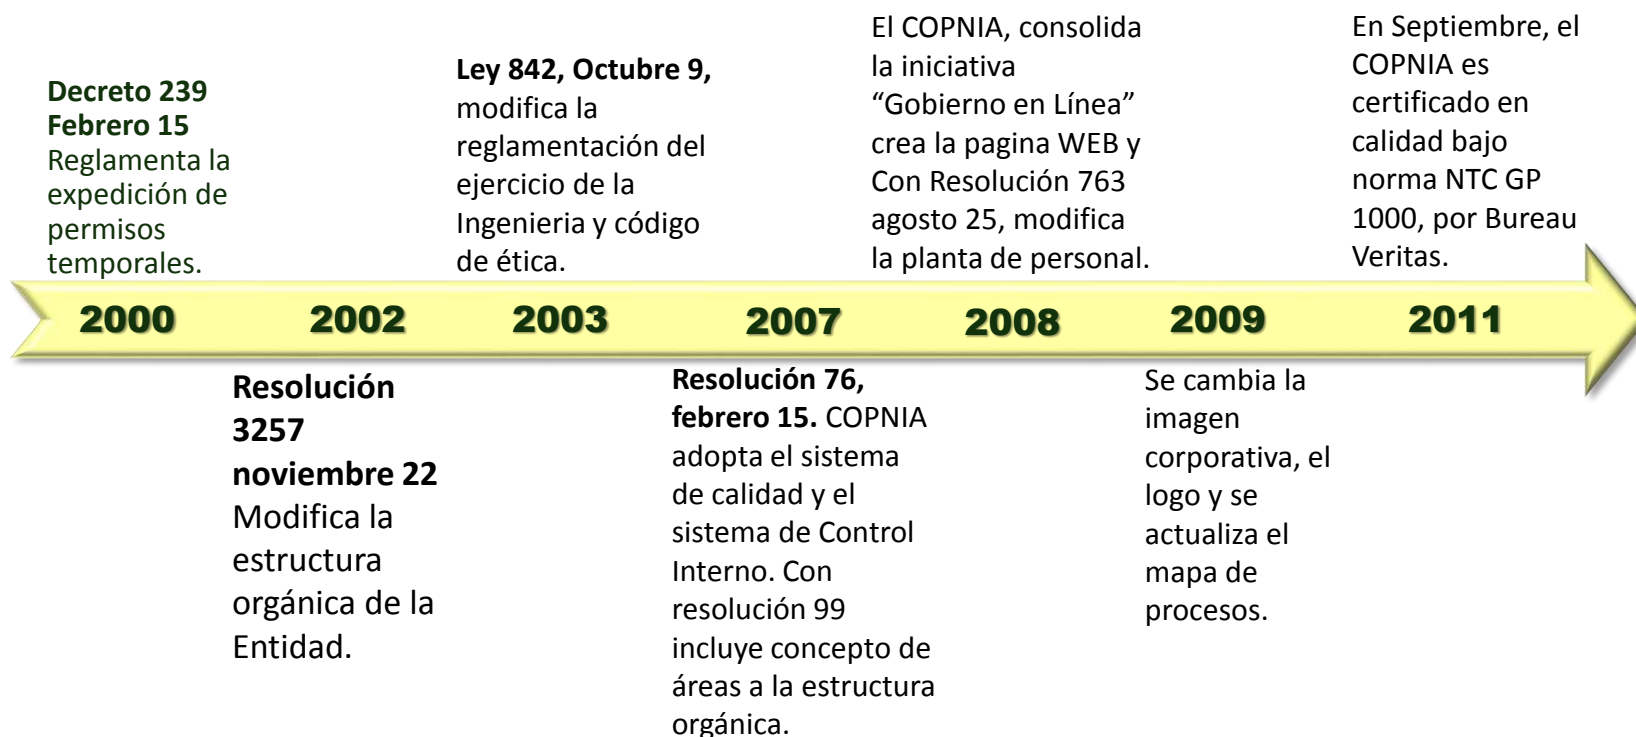 Decreto 239
Febrero 15
Reglamenta la
expedición de
permisos
temporales.
Ley 842, Octubre 9,
modifica la
reglamentación del
ejercicio de la
Ingenieria y código
de ética.
El COPNIA, consolida
la iniciativa
“Gobierno en Línea”
crea la pagina WEB y
Con Resolución 763
agosto 25, modifica
la planta de personal.
En Septiembre, el
COPNIA es
certificado en
calidad bajo
norma NTC GP
1000, por Bureau
Veritas.
2000 2002 2003 2007 2008 2009 2011
Resolución
3257
noviembre 22
Modifica la
estructura
orgánica de la
Entidad.
Resolución 76,
febrero 15. COPNIA
adopta el sistema
de calidad y el
sistema de Control
Interno. Con
resolución 99
incluye concepto de
áreas a la estructura
orgánica.
Se cambia la
imagen
corporativa, el
logo y se
actualiza el
mapa de
procesos.